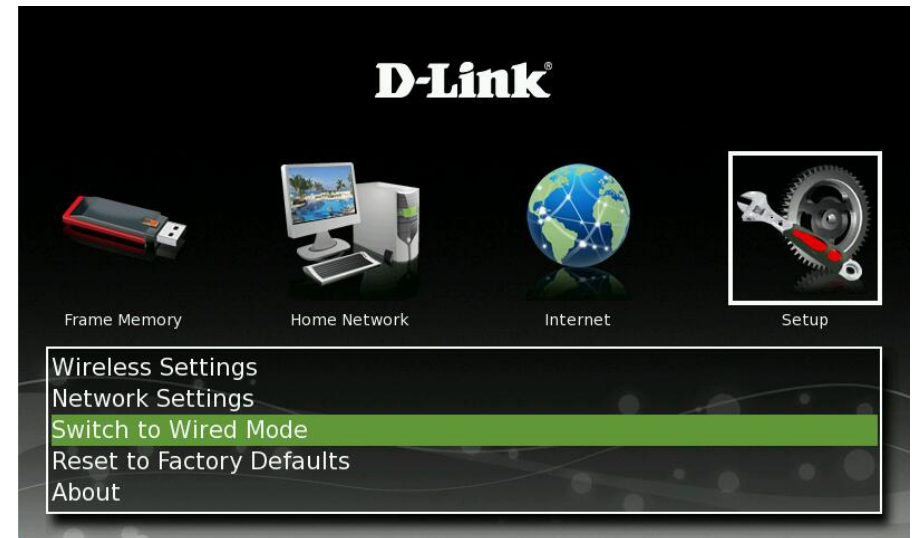 D-Link®
Frame Memory
Home Network
Internet
Setup
Wireless Settings
Network Settings
Switch to Wired Mode
Reset to Factory Defaults
About